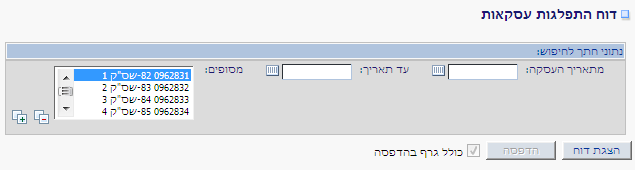 דוח התפלגות עסקאות
נתוני חתך לחיפוש:
מתאריך העסקה: עד תאריך: מסופים:
0962831 82-שס"ק 1
0962832 83-שס"ק 2
0962833 84-שס"ק 3
0962834 85-שס"ק 4
הצגת דוח הדפסה כולל גרף בהדפסה